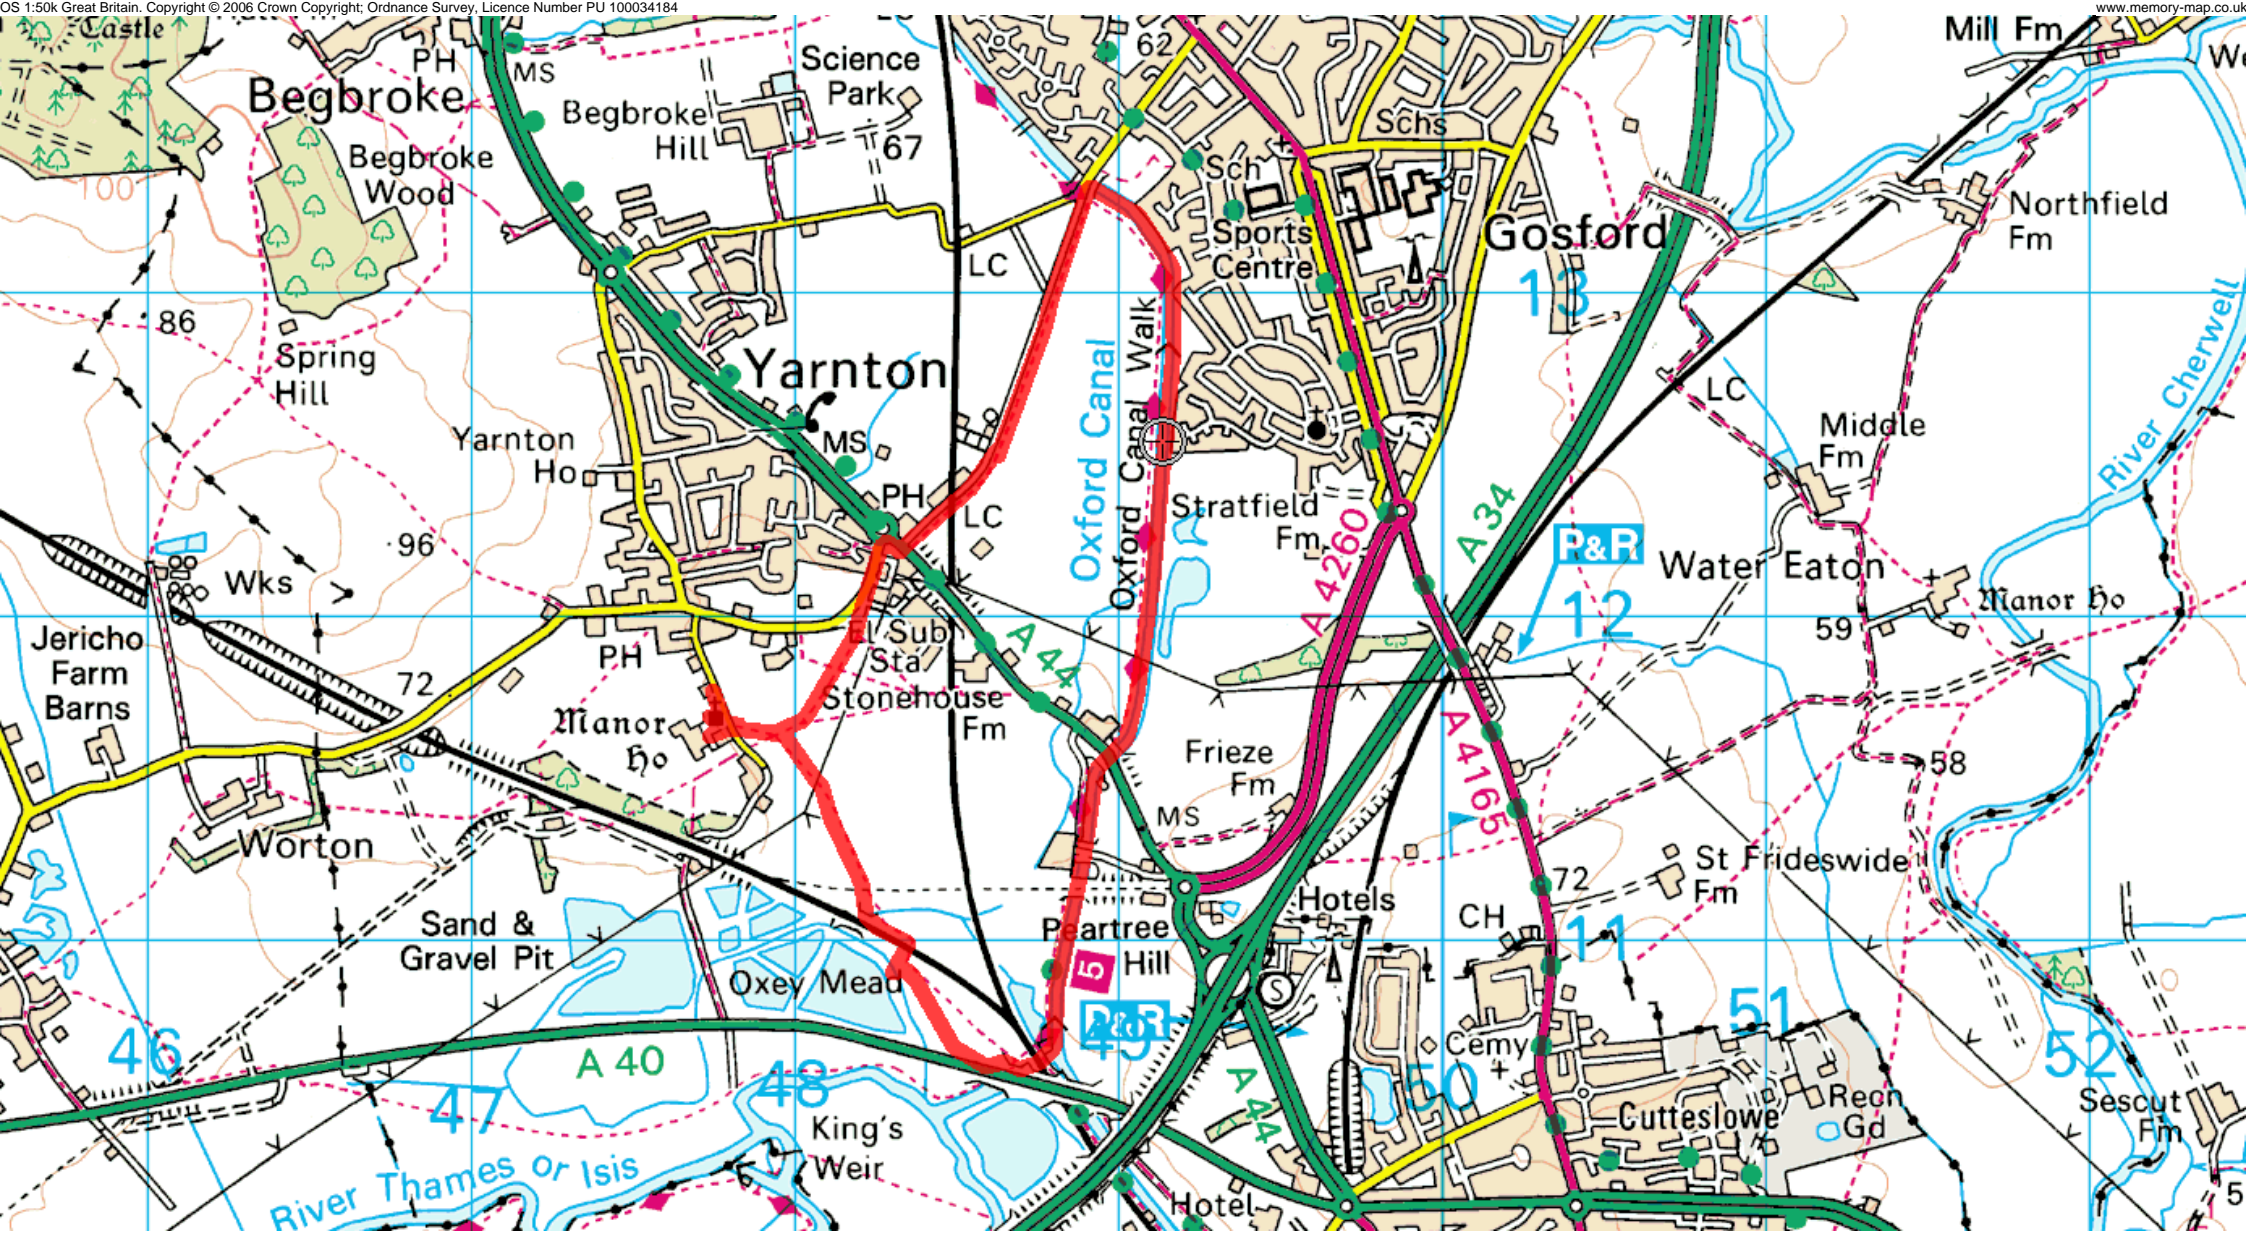 OS 1:50k Great Britain. Copyright © 2006 Crown Copyright; Ordnance Survey, Licence Number PU 100034184
www.memory-map.co.uk
Castle
PH
MS
Science
Park
62
Mill Fm
Begbroke
Begbroke
Hill
67
Schs
Begbroke
Wood
100
Sch
Northfield
Fm
Gosford
Sports
Centre
LC
13
86
Spring
Hill
Yarnton
Oxford Canal
Oxford Canal Walk
LC
River Cherwell
Yarnton
Ho
MS
Middle
Fm
PH
LC
Stratfield
Fm
A 4260
A 34
P&R
96
Wks
Water Eaton
Manor Ho
12
59
Jericho
Farm
Barns
PH
El Sub
Sta
A 44
72
Stonehouse
Fm
Manor
Ho
A 4165
Frieze
Fm
58
MS
Worton
St Frideswide
Fm
72
Hotels
CH
Sand &
Gravel Pit
Peartree
Hill
11
5
Oxey Mead
S
P&R
49
51
46
A 40
48
47
50
Cemy
52
A 44
Recn
Gd
Cutteslowe
Sescut
Fm
King's
Weir
River Thames or Isis
Hotel
5